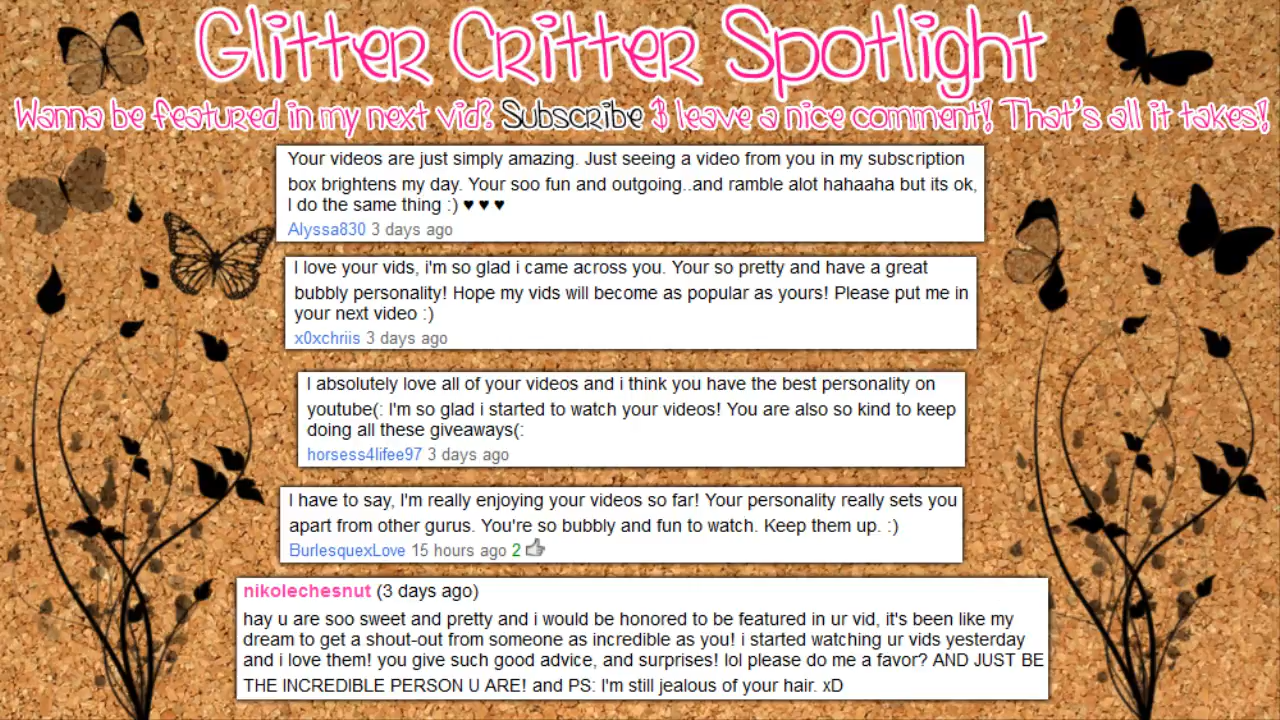 Glitter Critter Spotlight
Wanna be featured in my next vid? Subscribe & leave a nice comment! That's all it takes!
Your videos are just simply amazing. Just seeing a video from you in my subscription
box brightens my day. Your soo fun and outgoing..and ramble alot hahaaha but its ok,
I do the same thing :) ♥ ♥ ♥
Alyssa830 3 days ago
I love your vids, i'm so glad i came across you. Your so pretty and have a great
bubbly personality! Hope my vids will become as popular as yours! Please put me in
your next video :)
x0xchriis 3 days ago
I absolutely love all of your videos and i think you have the best personality on
youtube(: I'm so glad i started to watch your videos! You are also so kind to keep
doing all these giveaways(:
horsess4lifee97 3 days ago
I have to say, I'm really enjoying your videos so far! Your personality really sets you
apart from other gurus. You're so bubbly and fun to watch. Keep them up. :)
BurlesquexLove 15 hours ago 2
nikolechesnut (3 days ago)
hay u are soo sweet and pretty and i would be honored to be featured in ur vid, it's been like my
dream to get a shout-out from someone as incredible as you! i started watching ur vids yesterday
and i love them! you give such good advice, and surprises! lol please do me a favor? AND JUST BE
THE INCREDIBLE PERSON U ARE! and PS: I'm still jealous of your hair. xD